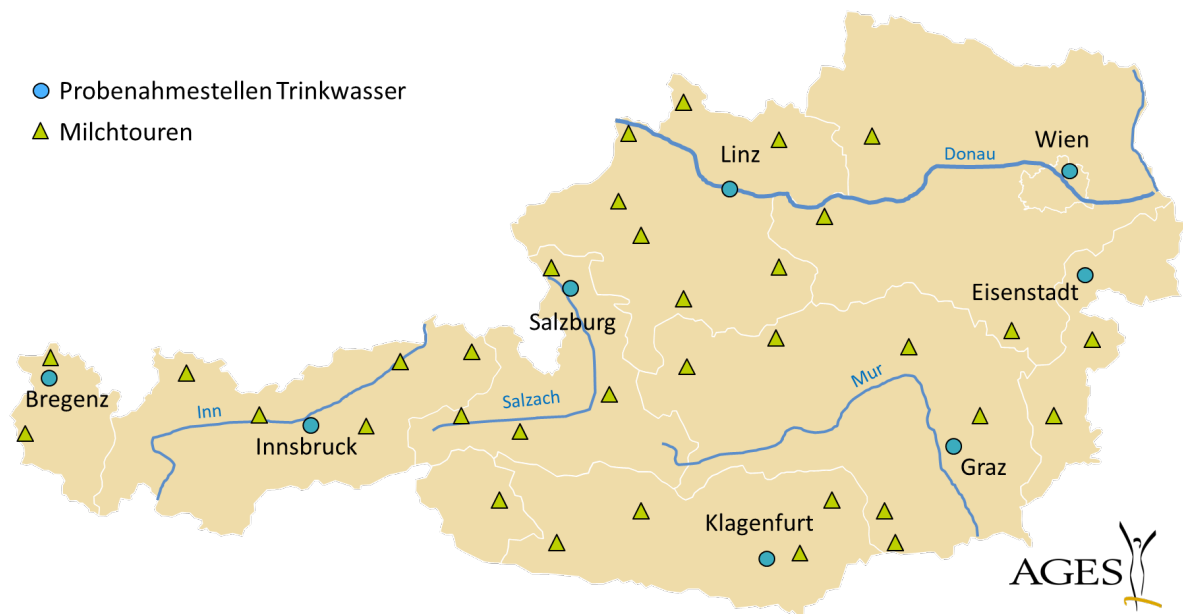 Probenahmestellen Trinkwasser
Milchtouren
Wien
Linz
Donau
Eisenstadt
Salzburg
Bregenz
Inn
Innsbruck
Salzach
Mur
Graz
Klagenfurt
AGES